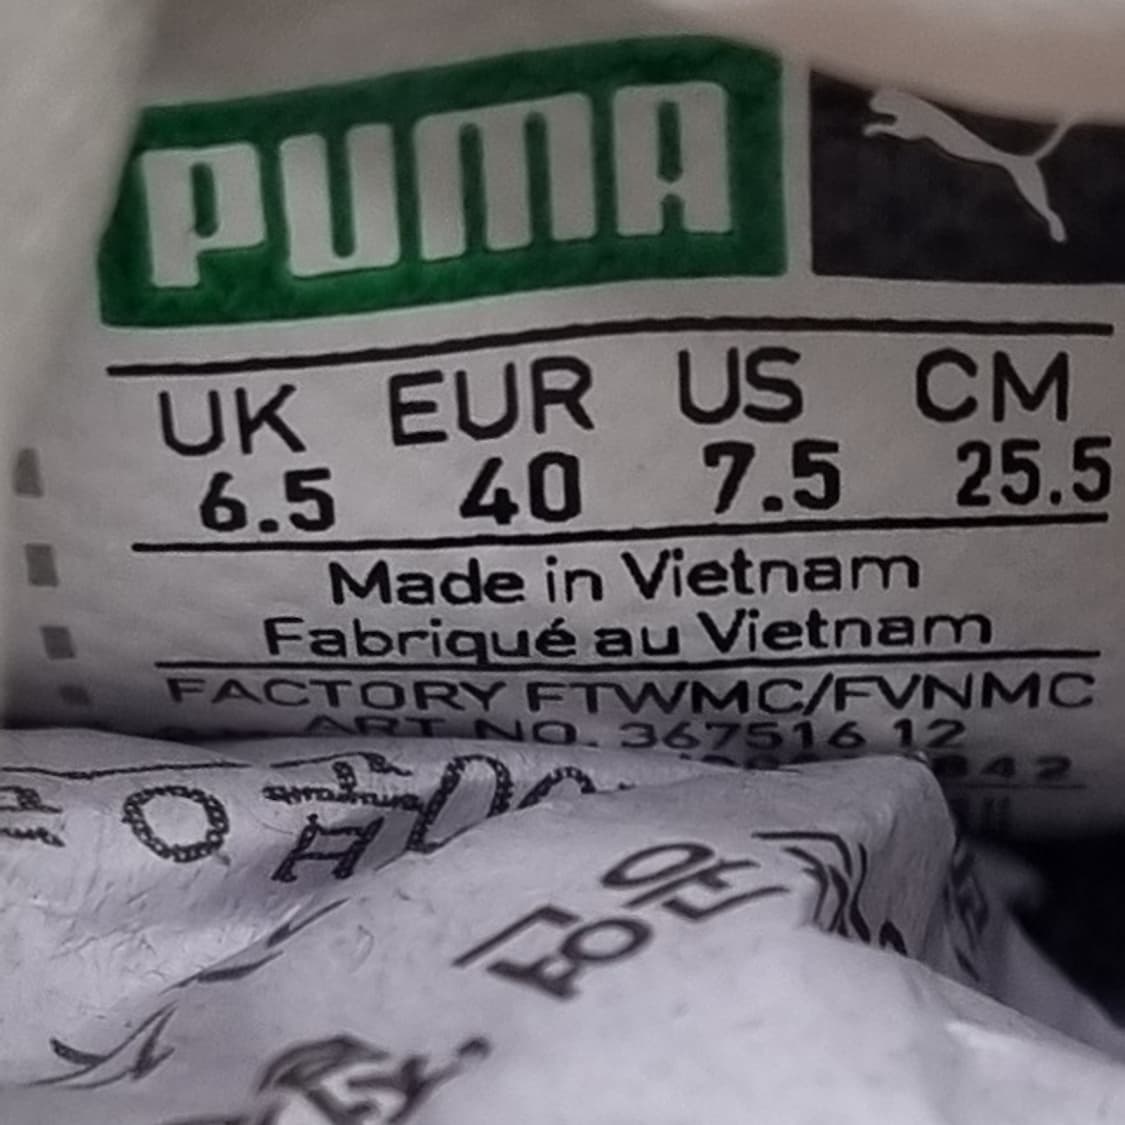 PUMA
UK EUR US CM
6.5 40 7.5 25.5
Made in Vietnam
Fabriqué au Vietnam
FACTORY FTWMC/FVNMC
ART NO. 367516 12
842